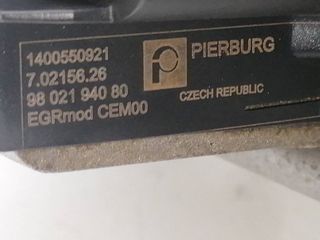 1400550921
7.02156.26
98 021 940 80
EGRmod CEM00
PIERBURG
CZECH REPUBLIC